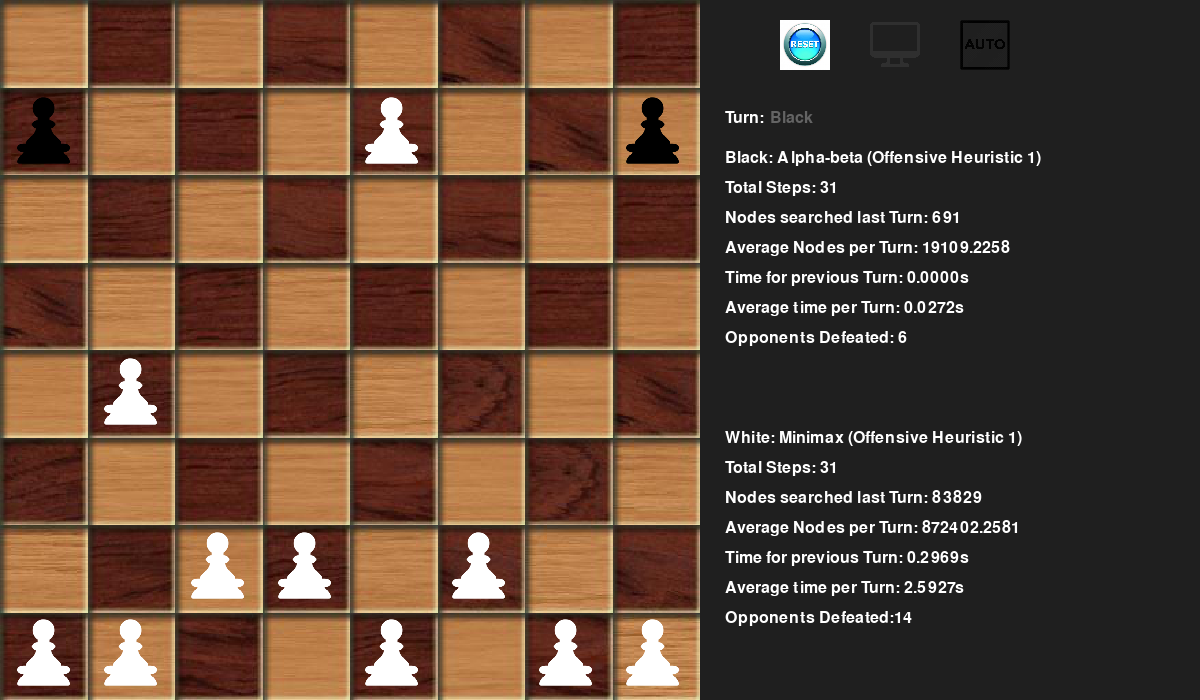 RESET
AUTO
Turn: Black
Black: Alpha-beta (Offensive Heuristic 1)
Total Steps: 31
Nodes searched last Turn: 691
Average Nodes per Turn: 19109.2258
Time for previous Turn: 0.0000s
Average time per Turn: 0.0272s
Opponents Defeated: 6
White: Minimax (Offensive Heuristic 1)
Total Steps: 31
Nodes searched last Turn: 83829
Average Nodes per Turn: 872402.2581
Time for previous Turn: 0.2969s
Average time per Turn: 2.5927s
Opponents Defeated:14